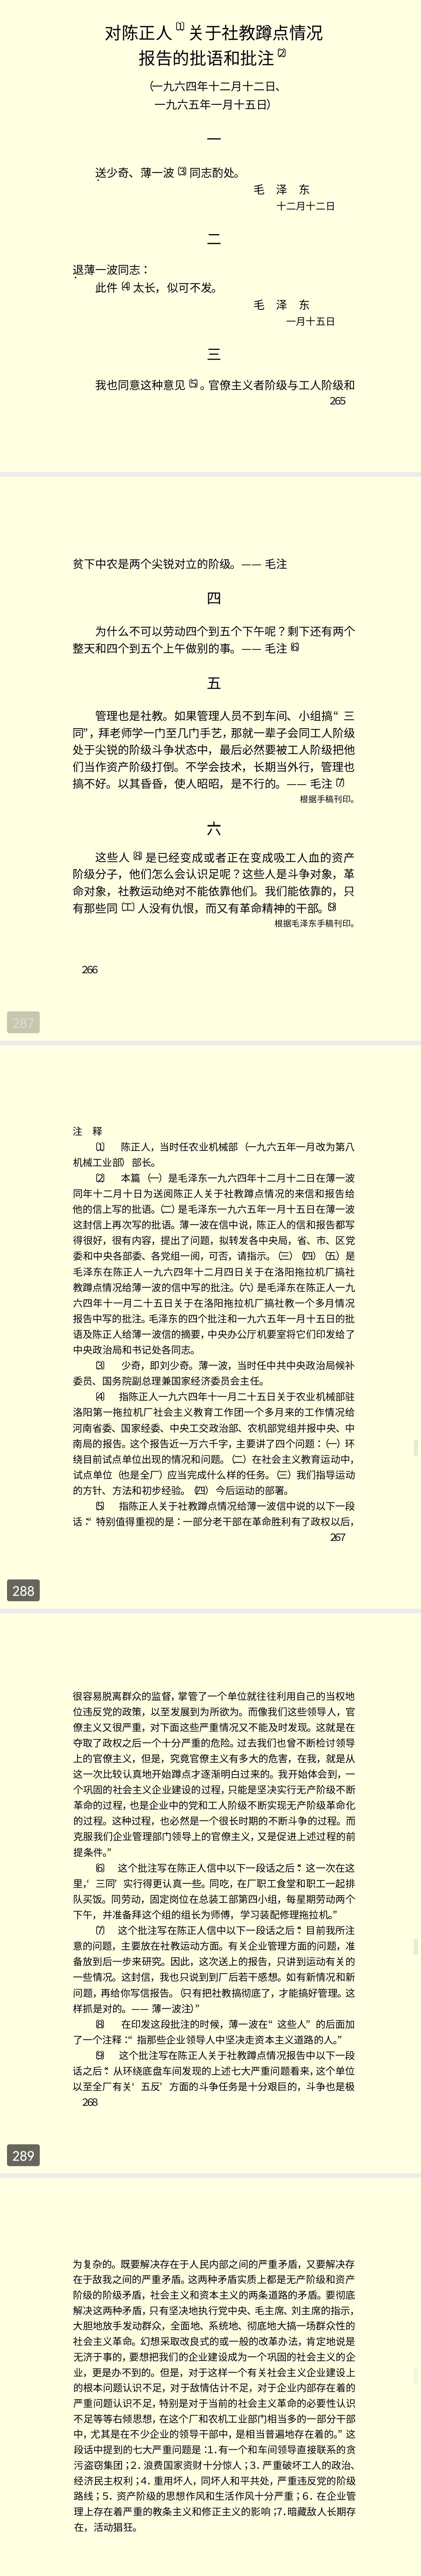 对陈正人〔1〕关于社教蹲点情况
报告的批语和批注〔2〕
（一九六四年十二月十二日、
一九六五年一月十五日）
一
送少奇、薄一波〔3〕同志酌处。
毛 泽 东
十二月十二日
二
退薄一波同志：
此件〔4〕太长，似可不发。
毛 泽 东
一月十五日
三
我也同意这种意见〔5〕。官僚主义者阶级与工人阶级和
265
贫下中农是两个尖锐对立的阶级。—— 毛注
四
为什么不可以劳动四个到五个下午呢？剩下还有两个
整天和四个到五个上午做别的事。—— 毛注〔6〕
五
管理也是社教。如果管理人员不到车间、小组搞“ 三
同”，拜老师学一门至几门手艺，那就一辈子会同工人阶级
处于尖锐的阶级斗争状态中，最后必然要被工人阶级把他
们当作资产阶级打倒。不学会技术，长期当外行，管理也
搞不好。以其昏昏，使人昭昭，是不行的。—— 毛注〔7〕
根据手稿刊印。
六
这些人〔8〕是已经变成或者正在变成吸工人血的资产
阶级分子，他们怎么会认识足呢？这些人是斗争对象，革
命对象，社教运动绝对不能依靠他们。我们能依靠的，只
有那些同〔工〕人没有仇恨，而又有革命精神的干部。〔9〕
根据毛泽东手稿刊印。
266
287
注 释
〔1〕 陈正人，当时任农业机械部（一九六五年一月改为第八
机械工业部）部长。
〔2〕 本篇（一）是毛泽东一九六四年十二月十二日在薄一波
同年十二月十日为送阅陈正人关于社教蹲点情况的来信和报告给
他的信上写的批语。（二）是毛泽东一九六五年一月十五日在薄一波
这封信上再次写的批语。薄一波在信中说，陈正人的信和报告都写
得很好，很有内容，提出了问题，拟转发各中央局，省、市、区党
委和中央各部委、各党组一阅，可否，请指示。（三）（四）（五）是
毛泽东在陈正人一九六四年十二月四日关于在洛阳拖拉机厂搞社
教蹲点情况给薄一波的信中写的批注。（六）是毛泽东在陈正人一九
六四年十一月二十五日关于在洛阳拖拉机厂搞社教一个多月情况
报告中写的批注。毛泽东的四个批注和一九六五年一月十五日的批
语及陈正人给薄一波信的摘要，中央办公厅机要室将它们印发给了
中央政治局和书记处各同志。
〔3〕 少奇，即刘少奇。薄一波，当时任中共中央政治局候补
委员、国务院副总理兼国家经济委员会主任。
〔4〕 指陈正人一九六四年十一月二十五日关于农业机械部驻
洛阳第一拖拉机厂社会主义教育工作团一个多月来的工作情况给
河南省委、国家经委、中央工交政治部、农机部党组并报中央、中
南局的报告。这个报告近一万六千字，主要讲了四个问题：（一）环
绕目前试点单位出现的情况和问题。（二）在社会主义教育运动中，
试点单位（也是全厂）应当完成什么样的任务。（三）我们指导运动
的方针、方法和初步经验。（四）今后运动的部署。
〔5〕 指陈正人关于社教蹲点情况给薄一波信中说的以下一段
话：“ 特别值得重视的是：一部分老干部在革命胜利有了政权以后，
267
288
很容易脱离群众的监督，掌管了一个单位就往往利用自己的当权地
位违反党的政策，以至发展到为所欲为。而像我们这些领导人，官
僚主义又很严重，对下面这些严重情况又不能及时发现。这就是在
夺取了政权之后一个十分严重的危险。过去我们也曾不断检讨领导
上的官僚主义，但是，究竟官僚主义有多大的危害，在我，就是从
这一次比较认真地开始蹲点才逐渐明白过来的。我开始体会到，一
个巩固的社会主义企业建设的过程，只能是坚决实行无产阶级不断
革命的过程，也是企业中的党和工人阶级不断实现无产阶级革命化
的过程。这种过程，也必然是一个很长时期的不断斗争的过程。而
克服我们企业管理部门领导上的官僚主义，又是促进上述过程的前
提条件。”
〔6〕 这个批注写在陈正人信中以下一段话之后：“ 这一次在这
里，‘ 三同’ 实行得更认真一些。同吃，在厂职工食堂和职工一起排
队买饭。同劳动，固定岗位在总装工部第四小组，每星期劳动两个
下午，并准备拜这个组的组长为师傅，学习装配修理拖拉机。”
〔7〕 这个批注写在陈正人信中以下一段话之后：“ 目前我所注
意的问题，主要放在社教运动方面。有关企业管理方面的问题，准
备放到后一步来研究。因此，这次送上的报告，只讲到运动有关的
一些情况。这封信，我也只说到到厂后若干感想。如有新情况和新
问题，再给你写信报告。（只有把社教搞彻底了，才能搞好管理。这
样抓是对的。—— 薄一波注）”
〔8〕 在印发这段批注的时候，薄一波在“ 这些人” 的后面加
了一个注释：“ 指那些企业领导人中坚决走资本主义道路的人。”
〔9〕 这个批注写在陈正人关于社教蹲点情况报告中以下一段
话之后：“ 从环绕底盘车间发现的上述七大严重问题看来，这个单位
以至全厂有关‘ 五反’ 方面的斗争任务是十分艰巨的，斗争也是极
268
289
为复杂的。既要解决存在于人民内部之间的严重矛盾，又要解决存
在于敌我之间的严重矛盾。这两种矛盾实质上都是无产阶级和资产
阶级的阶级矛盾，社会主义和资本主义的两条道路的矛盾。要彻底
解决这两种矛盾，只有坚决地执行党中央、毛主席、刘主席的指示，
大胆地放手发动群众，全面地、系统地、彻底地大搞一场群众性的
社会主义革命。幻想采取改良式的或一般的改革办法，肯定地说是
无济于事的，要想把我们的企业建设成为一个巩固的社会主义的企
业，更是办不到的。但是，对于这样一个有关社会主义企业建设上
的根本问题认识不足，对于敌情估计不足，对于企业内部存在着的
严重问题认识不足，特别是对于当前的社会主义革命的必要性认识
不足等等右倾思想，在这个厂和农机工业部门相当多的一部分干部
中，尤其是在不少企业的领导干部中，是相当普遍地存在着的。” 这
段话中提到的七大严重问题是：1．有一个和车间领导直接联系的贪
污盗窃集团；2．浪费国家资财十分惊人；3．严重破坏工人的政治、
经济民主权利；4．重用坏人，同坏人和平共处，严重违反党的阶级
路线；5．资产阶级的思想作风和生活作风十分严重；6．在企业管
理上存在着严重的教条主义和修正主义的影响；7．暗藏敌人长期存
在，活动猖狂。